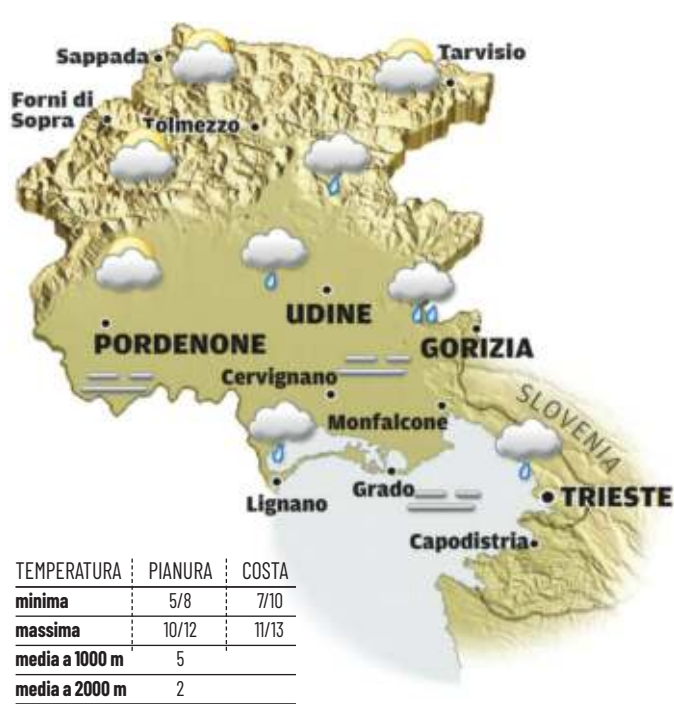 Sappada
Tarvisio
Forni di
Sopra
Tolmezzo
UDINE
PORDENONE
GORIZIA
Cervignano
SLOVENIA
Monfalcone
Lignano
Grado
TRIESTE
Capodistria
TEMPERATURA PIANURA COSTA
minima 5/8 7/10
massima 10/12 11/13
media a 1000 m 5
media a 2000 m 2